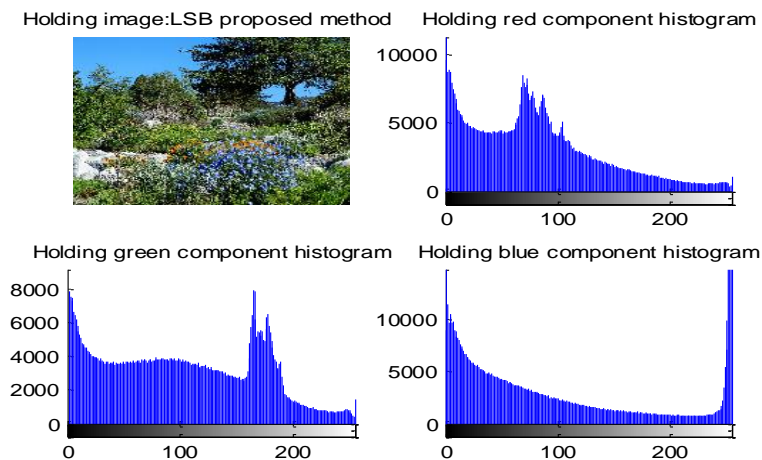 Holding image:LSB proposed method
Holding red component histogram
10000
5000
0
0 100 200
Holding green component histogram
8000
6000
4000
2000
0
0 100 200
Holding blue component histogram
10000
5000
0
0 100 200